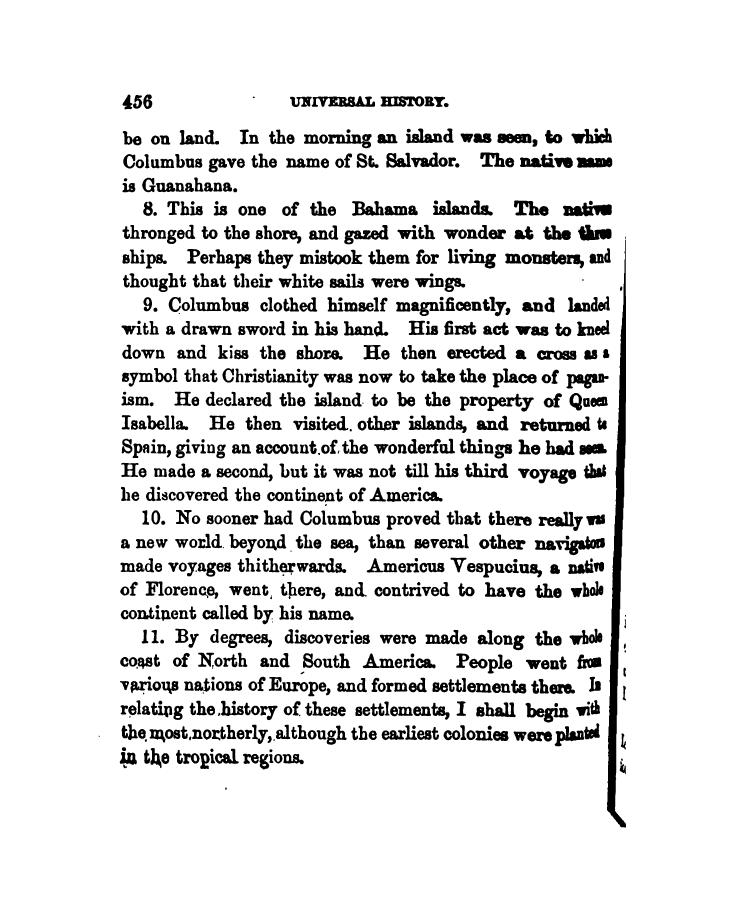 456 UNIVERSAL HISTORY.
be on land. In the morning an island was seen, to which
Columbus gave the name of St. Salvador. The native name
is Guanahana.
8. This is one of the Bahama islands. The natives
thronged to the shore, and gazed with wonder at the three
ships. Perhaps they mistook them for living monsters, and
thought that their white sails were wings.
9. Columbus clothed himself magnificently, and landed
with a drawn sword in his hand. His first act was to kneel
down and kiss the shore. He then erected a cross as a
symbol that Christianity was now to take the place of pagan-
ism. He declared the island to be the property of Queen
Isabella. He then visited other islands, and returned to
Spain, giving an account of the wonderful things he had seen.
He made a second, but it was not till his third voyage that
he discovered the continent of America.
10. No sooner had Columbus proved that there really was
a new world beyond the sea, than several other navigators
made voyages thitherwards. Americus Vespucius, a native
of Florence, went there, and contrived to have the whole
continent called by his name.
11. By degrees, discoveries were made along the whole
coast of North and South America. People went from
various nations of Europe, and formed settlements there. In
relating the history of these settlements, I shall begin with
the most northerly, although the earliest colonies were planted
in the tropical regions.